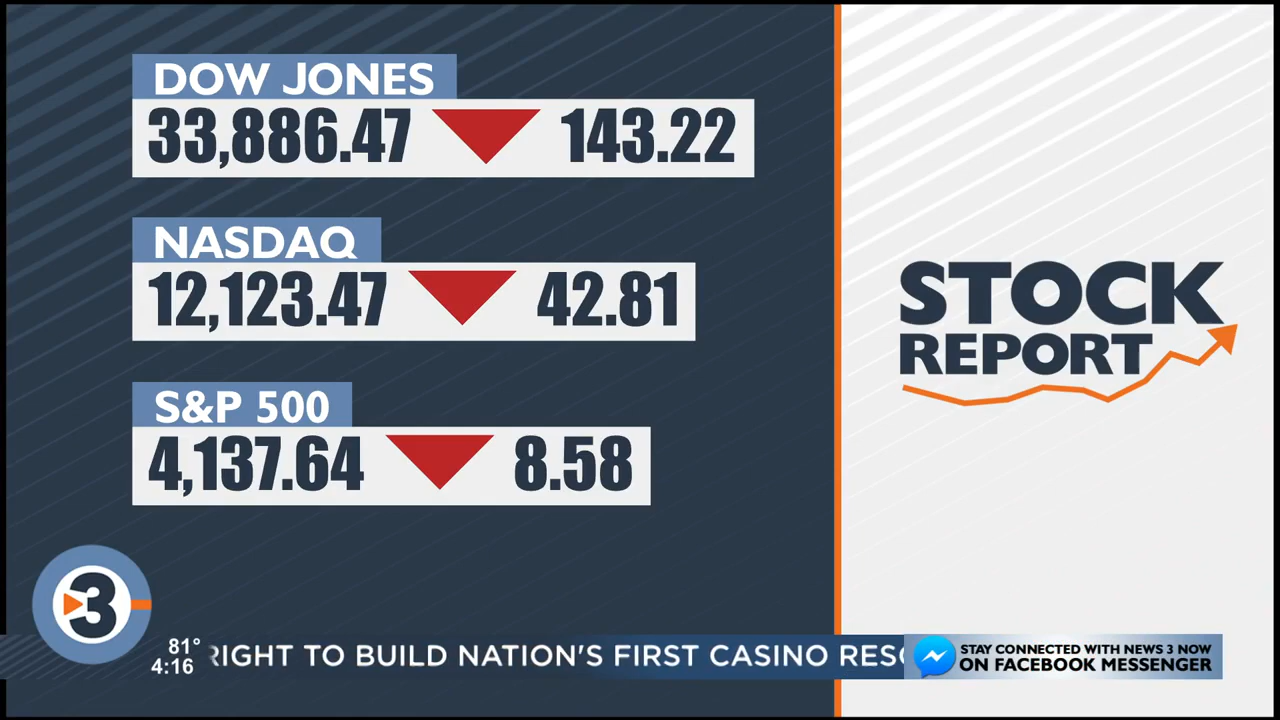 DOW JONES
33,886.47 143.22
NASDAQ
12,123.47 42.81
S&P 500
4,137.64 8.58
STOCK
REPORT
3
81°
4:16
RIGHT TO BUILD NATION'S FIRST CASINO
STAY CONNECTED WITH NEWS 3 NOW
ON FACEBOOK MESSENGER